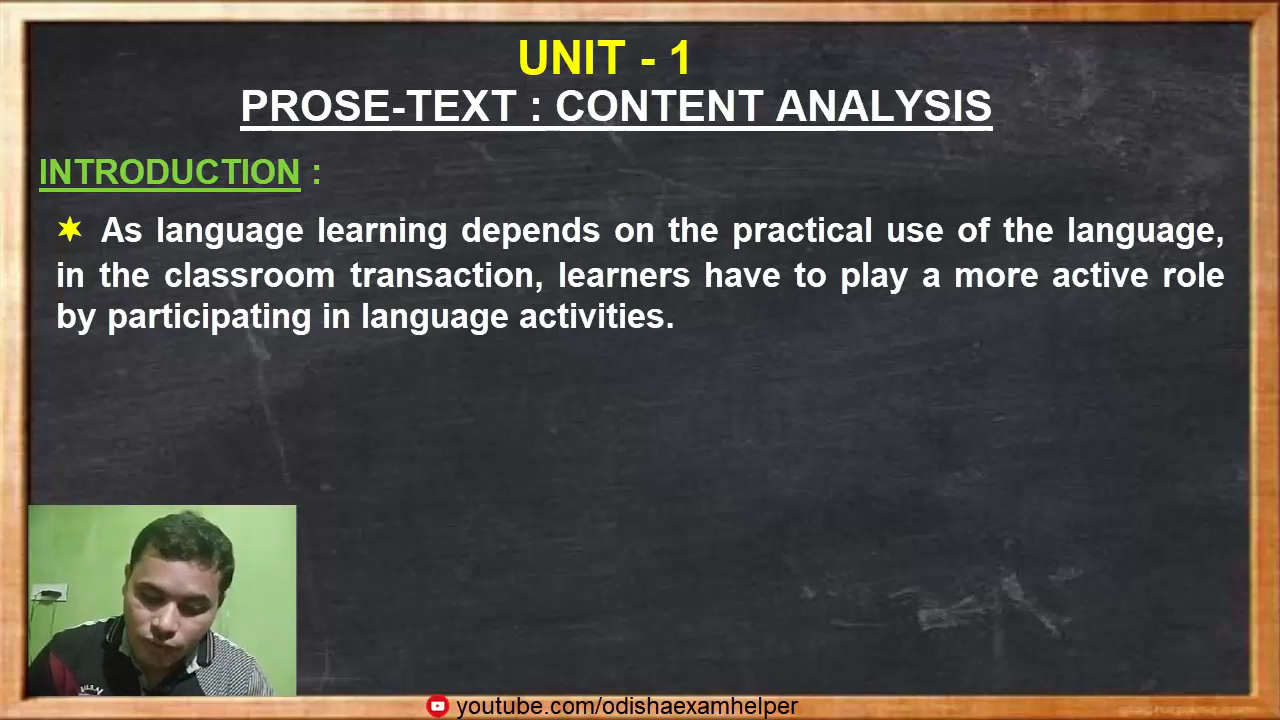 UNIT - 1
PROSE-TEXT : CONTENT ANALYSIS
INTRODUCTION :
✶ As language learning depends on the practical use of the language,
in the classroom transaction, learners have to play a more active role
by participating in language activities.
youtube.com/odishaexamhelper